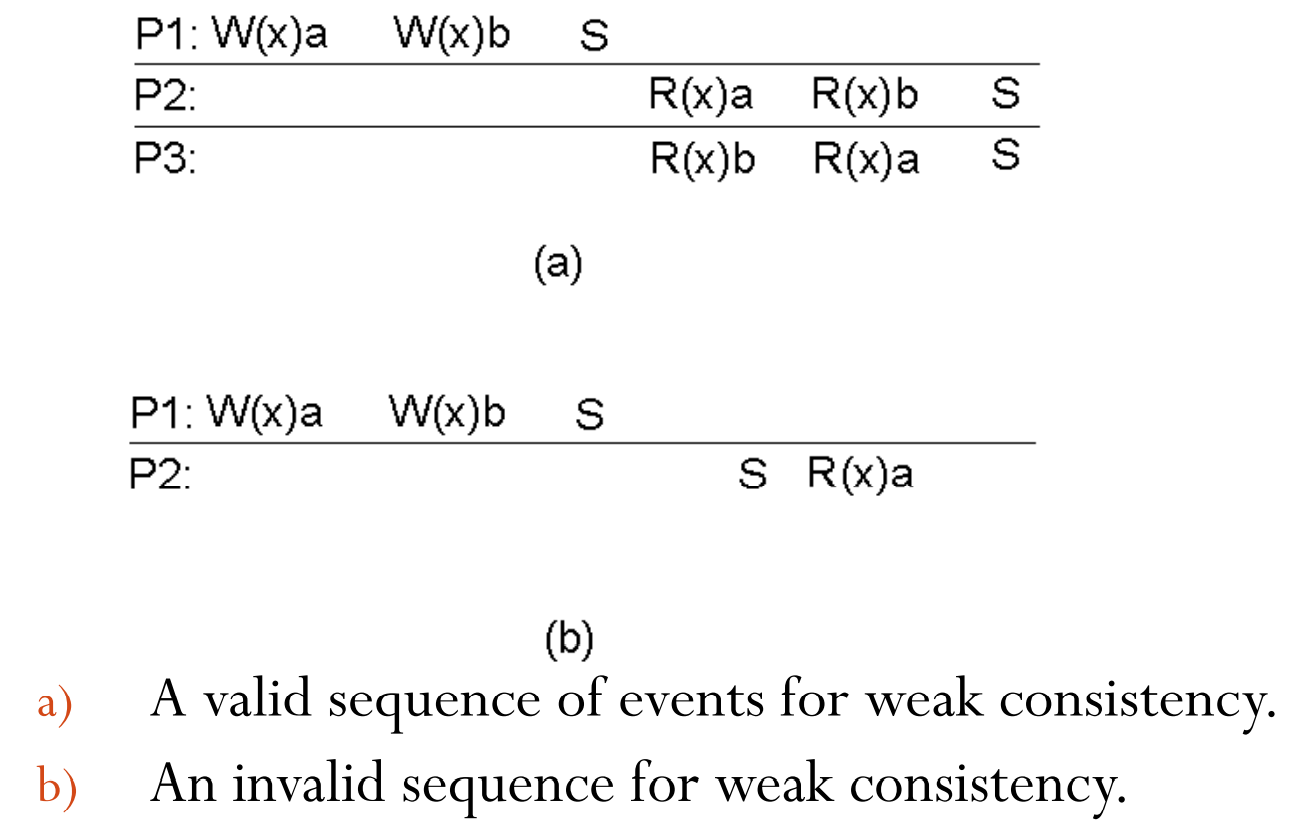 P1: W(x)a W(x)b S
P2: R(x)a R(x)b S
P3: R(x)b R(x)a S
(a)
P1: W(x)a W(x)b S
P2: S R(x)a
(b)
a) A valid sequence of events for weak consistency.
b) An invalid sequence for weak consistency.